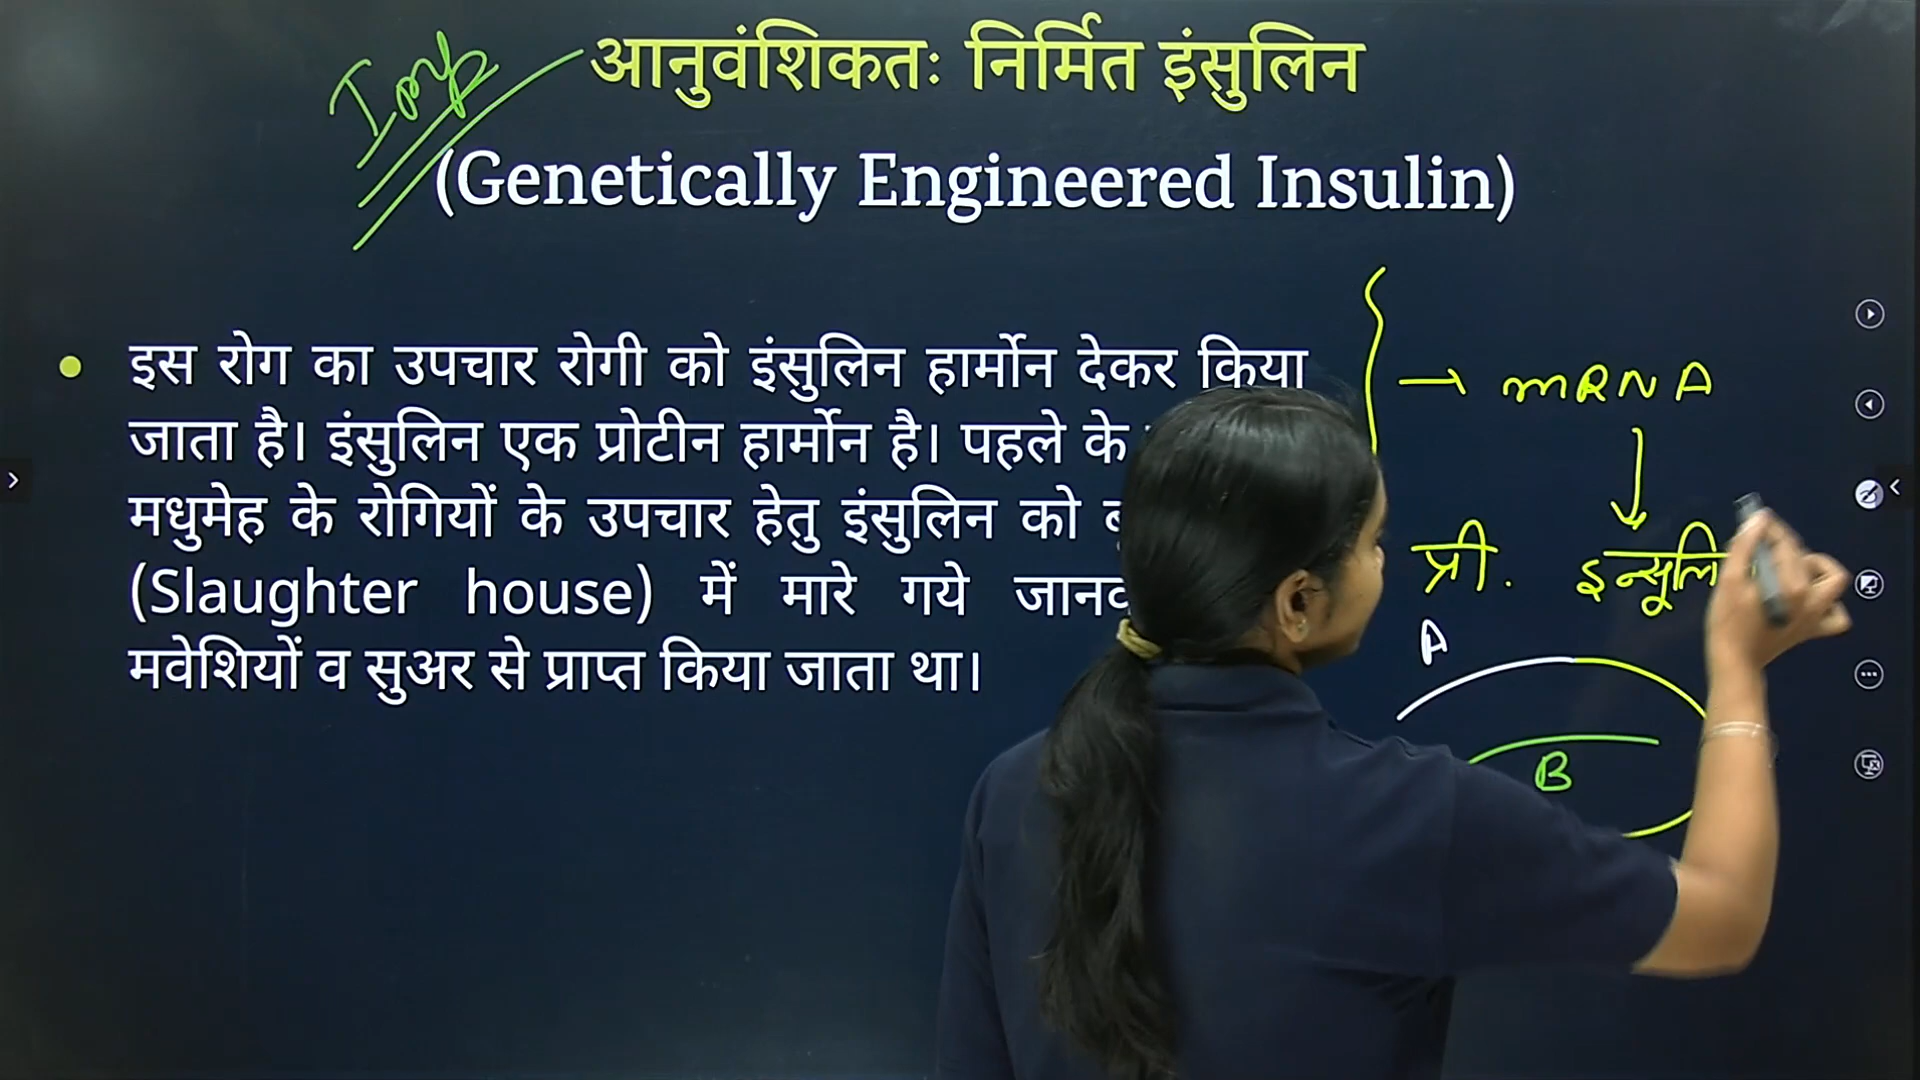 Imp
आनुवंशिकतः निर्मित इंसुलिन
(Genetically Engineered Insulin)
इस रोग का उपचार रोगी को इंसुलिन हार्मोन देकर किया
जाता है। इंसुलिन एक प्रोटीन हार्मोन है। पहले के
मधुमेह के रोगियों के उपचार हेतु इंसुलिन को
(Slaughter house) में मारे गये
मवेशियों व सुअर से प्राप्त किया जाता था।
→ mRNA
प्री.
A
B